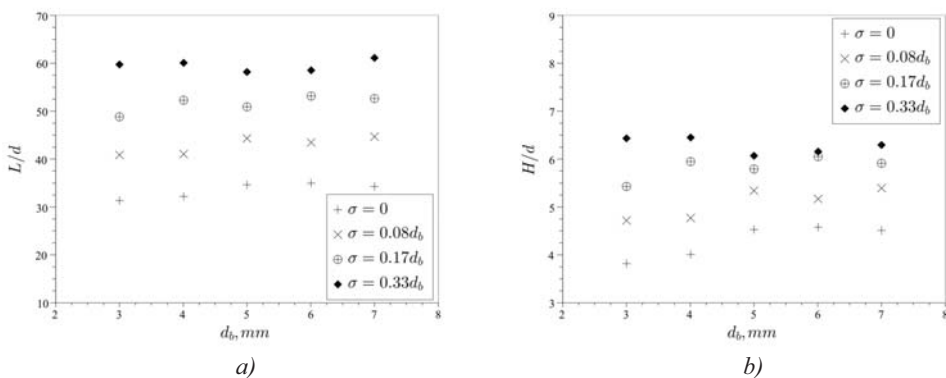 70
60
50
40
30
20
10
L/d
σ = 0
σ = 0.08d_b
σ = 0.17d_b
σ = 0.33d_b
2 3 4 5 6 7 8
d_b, mm
a)
9
8
7
6
5
4
3
H/d
σ = 0
σ = 0.08d_b
σ = 0.17d_b
σ = 0.33d_b
2 3 4 5 6 7 8
d_b, mm
b)